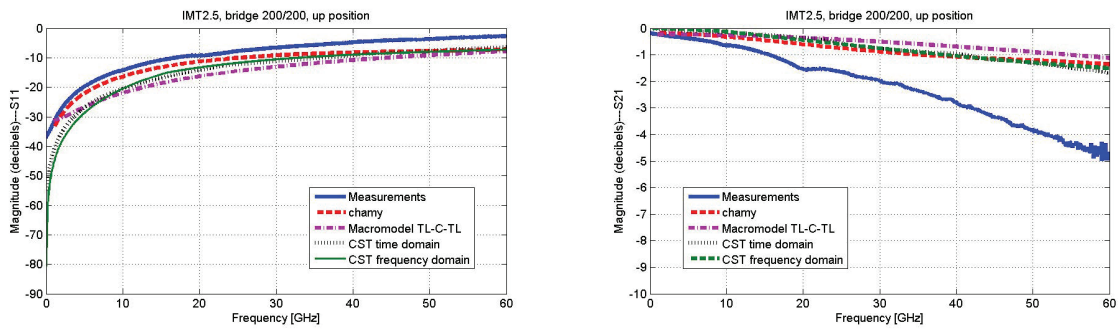 IMT2.5, bridge 200/200, up position
Magnitude (decibels)---S11
0
-10
-20
-30
-40
-50
-60
-70
-80
-90
Measurements
chamy
Macromodel TL-C-TL
CST time domain
CST frequency domain
0 10 20 30 40 50 60
Frequency [GHz]
IMT2.5, bridge 200/200, up position
Magnitude (decibels)---S21
0
-1
-2
-3
-4
-5
-6
-7
-8
-9
-10
Measurements
chamy
Macromodel TL-C-TL
CST time domain
CST frequency domain
0 10 20 30 40 50 60
Frequency [GHz]